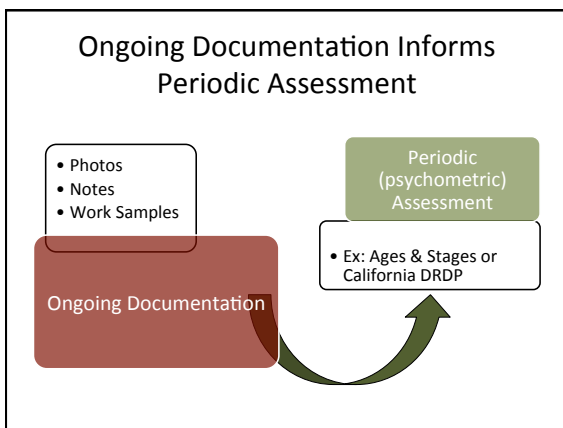 Ongoing Documentation Informs
Periodic Assessment
• Photos
• Notes
• Work Samples
Ongoing Documentation
Periodic
(psychometric)
Assessment
• Ex: Ages & Stages or
California DRDP